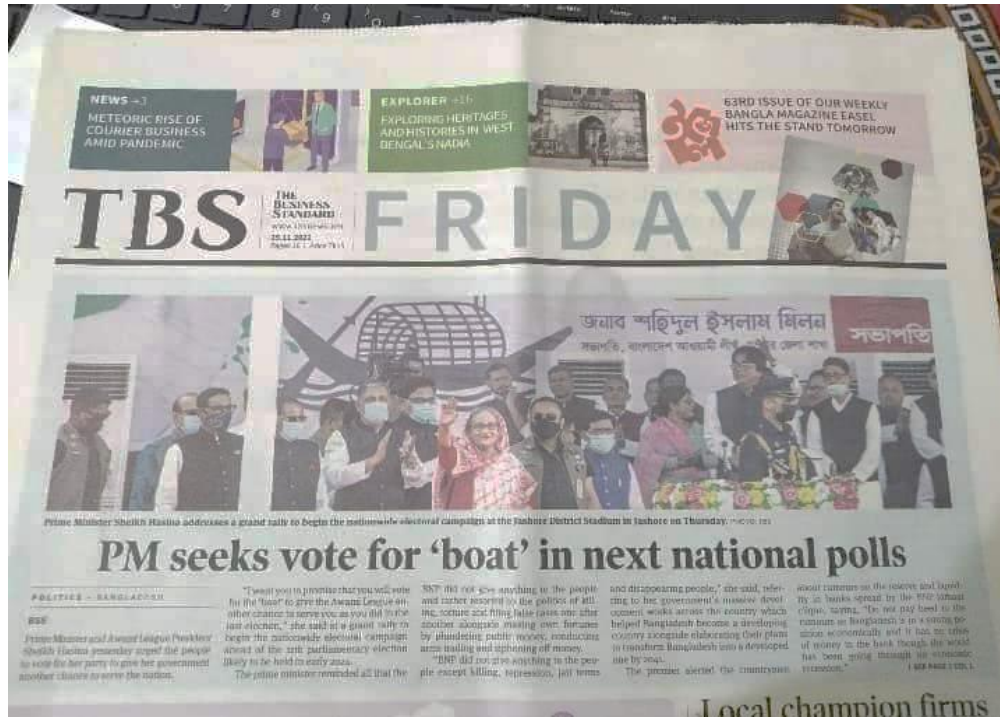 NEWS →3
METEORIC RISE OF
COURIER BUSINESS
AMID PANDEMIC
EXPLORER →16
EXPLORING HERITAGES
AND HISTORIES IN WEST
BENGAL'S NADIA
ইজেল
63RD ISSUE OF OUR WEEKLY
BANGLA MAGAZINE EASEL
HITS THE STAND TOMORROW
TBS
THE
BUSINESS
STANDARD
FRIDAY
জনাব শহিদুল ইসলাম মিলন
সভাপতি, বাংলাদেশ আওয়ামী লীগ, জেলা শাখা
সভাপতি
Prime Minister Sheikh Hasina addresses a grand rally to begin the nationwide electoral campaign at the Jashore District Stadium in Jashore on Thursday. PHOTO:
PM seeks vote for 'boat' in next national polls
POLITICS - BANGLADESH
BSS
Prime Minister and Awami League President
Sheikh Hasina yesterday urged the people
to vote for her party to give her government
another chance to serve the nation.
"I want you to promise that you will vote
for the 'boat' to give the Awami League an-
other chance to serve you as you did in the
last election," she said at a grand rally to
begin the nationwide electoral campaign
ahead of the 12th parliamentary election
likely to be held in early 2024.
The prime minister reminded all that the
BNP did not give anything to the people
and rather resorted to the politics of kill-
ing, torture and false cases one after
another alongside making own fortunes
by plundering public money, conducting
arms trading and siphoning off money.
"BNP did not give anything to the peo-
ple except killing, repression, jail terms
and disappearing people," she said, refer-
ring to her government's massive devel-
opment works across the country which
helped Bangladesh become a developing
country alongside elaborating their plans
to transform Bangladesh into a developed
one by 2041.
The premier alerted the countrymen
about rumours on the reserve and liquid-
ity in banks spread by the BNP-Jamaat
clique, saying, "Do not pay heed to the
rumours as Bangladesh is in a strong po-
sition economically and it has no crisis
of money in the bank though the world
has been going through an economic
recession."
SEE PAGE
Local champion firms